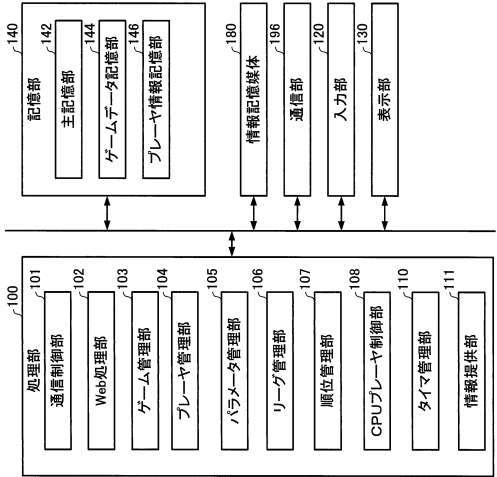 100
処理部
101
通信制御部
102
Web処理部
103
ゲーム管理部
104
プレーヤ管理部
105
パラメータ管理部
106
リーグ管理部
107
順位管理部
108
CPUプレーヤ制御部
110
タイマ管理部
111
情報提供部
140
記憶部
142
主記憶部
144
ゲームデータ記憶部
146
プレーヤ情報記憶部
180
情報記憶媒体
196
通信部
120
入力部
130
表示部